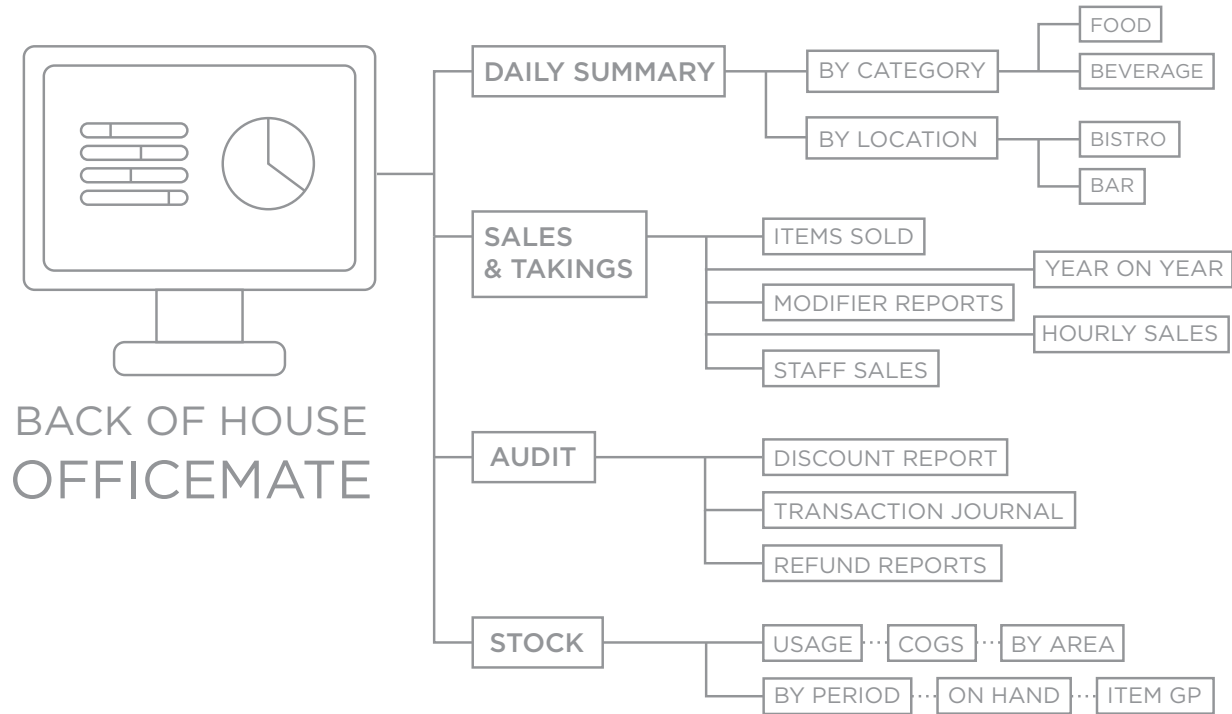 BACK OF HOUSE
OFFICEMATE
DAILY SUMMARY
BY CATEGORY
FOOD
BEVERAGE
BY LOCATION
BISTRO
BAR
SALES
& TAKINGS
ITEMS SOLD
YEAR ON YEAR
MODIFIER REPORTS
HOURLY SALES
STAFF SALES
AUDIT
DISCOUNT REPORT
TRANSACTION JOURNAL
REFUND REPORTS
STOCK
USAGE
COGS
BY AREA
BY PERIOD
ON HAND
ITEM GP